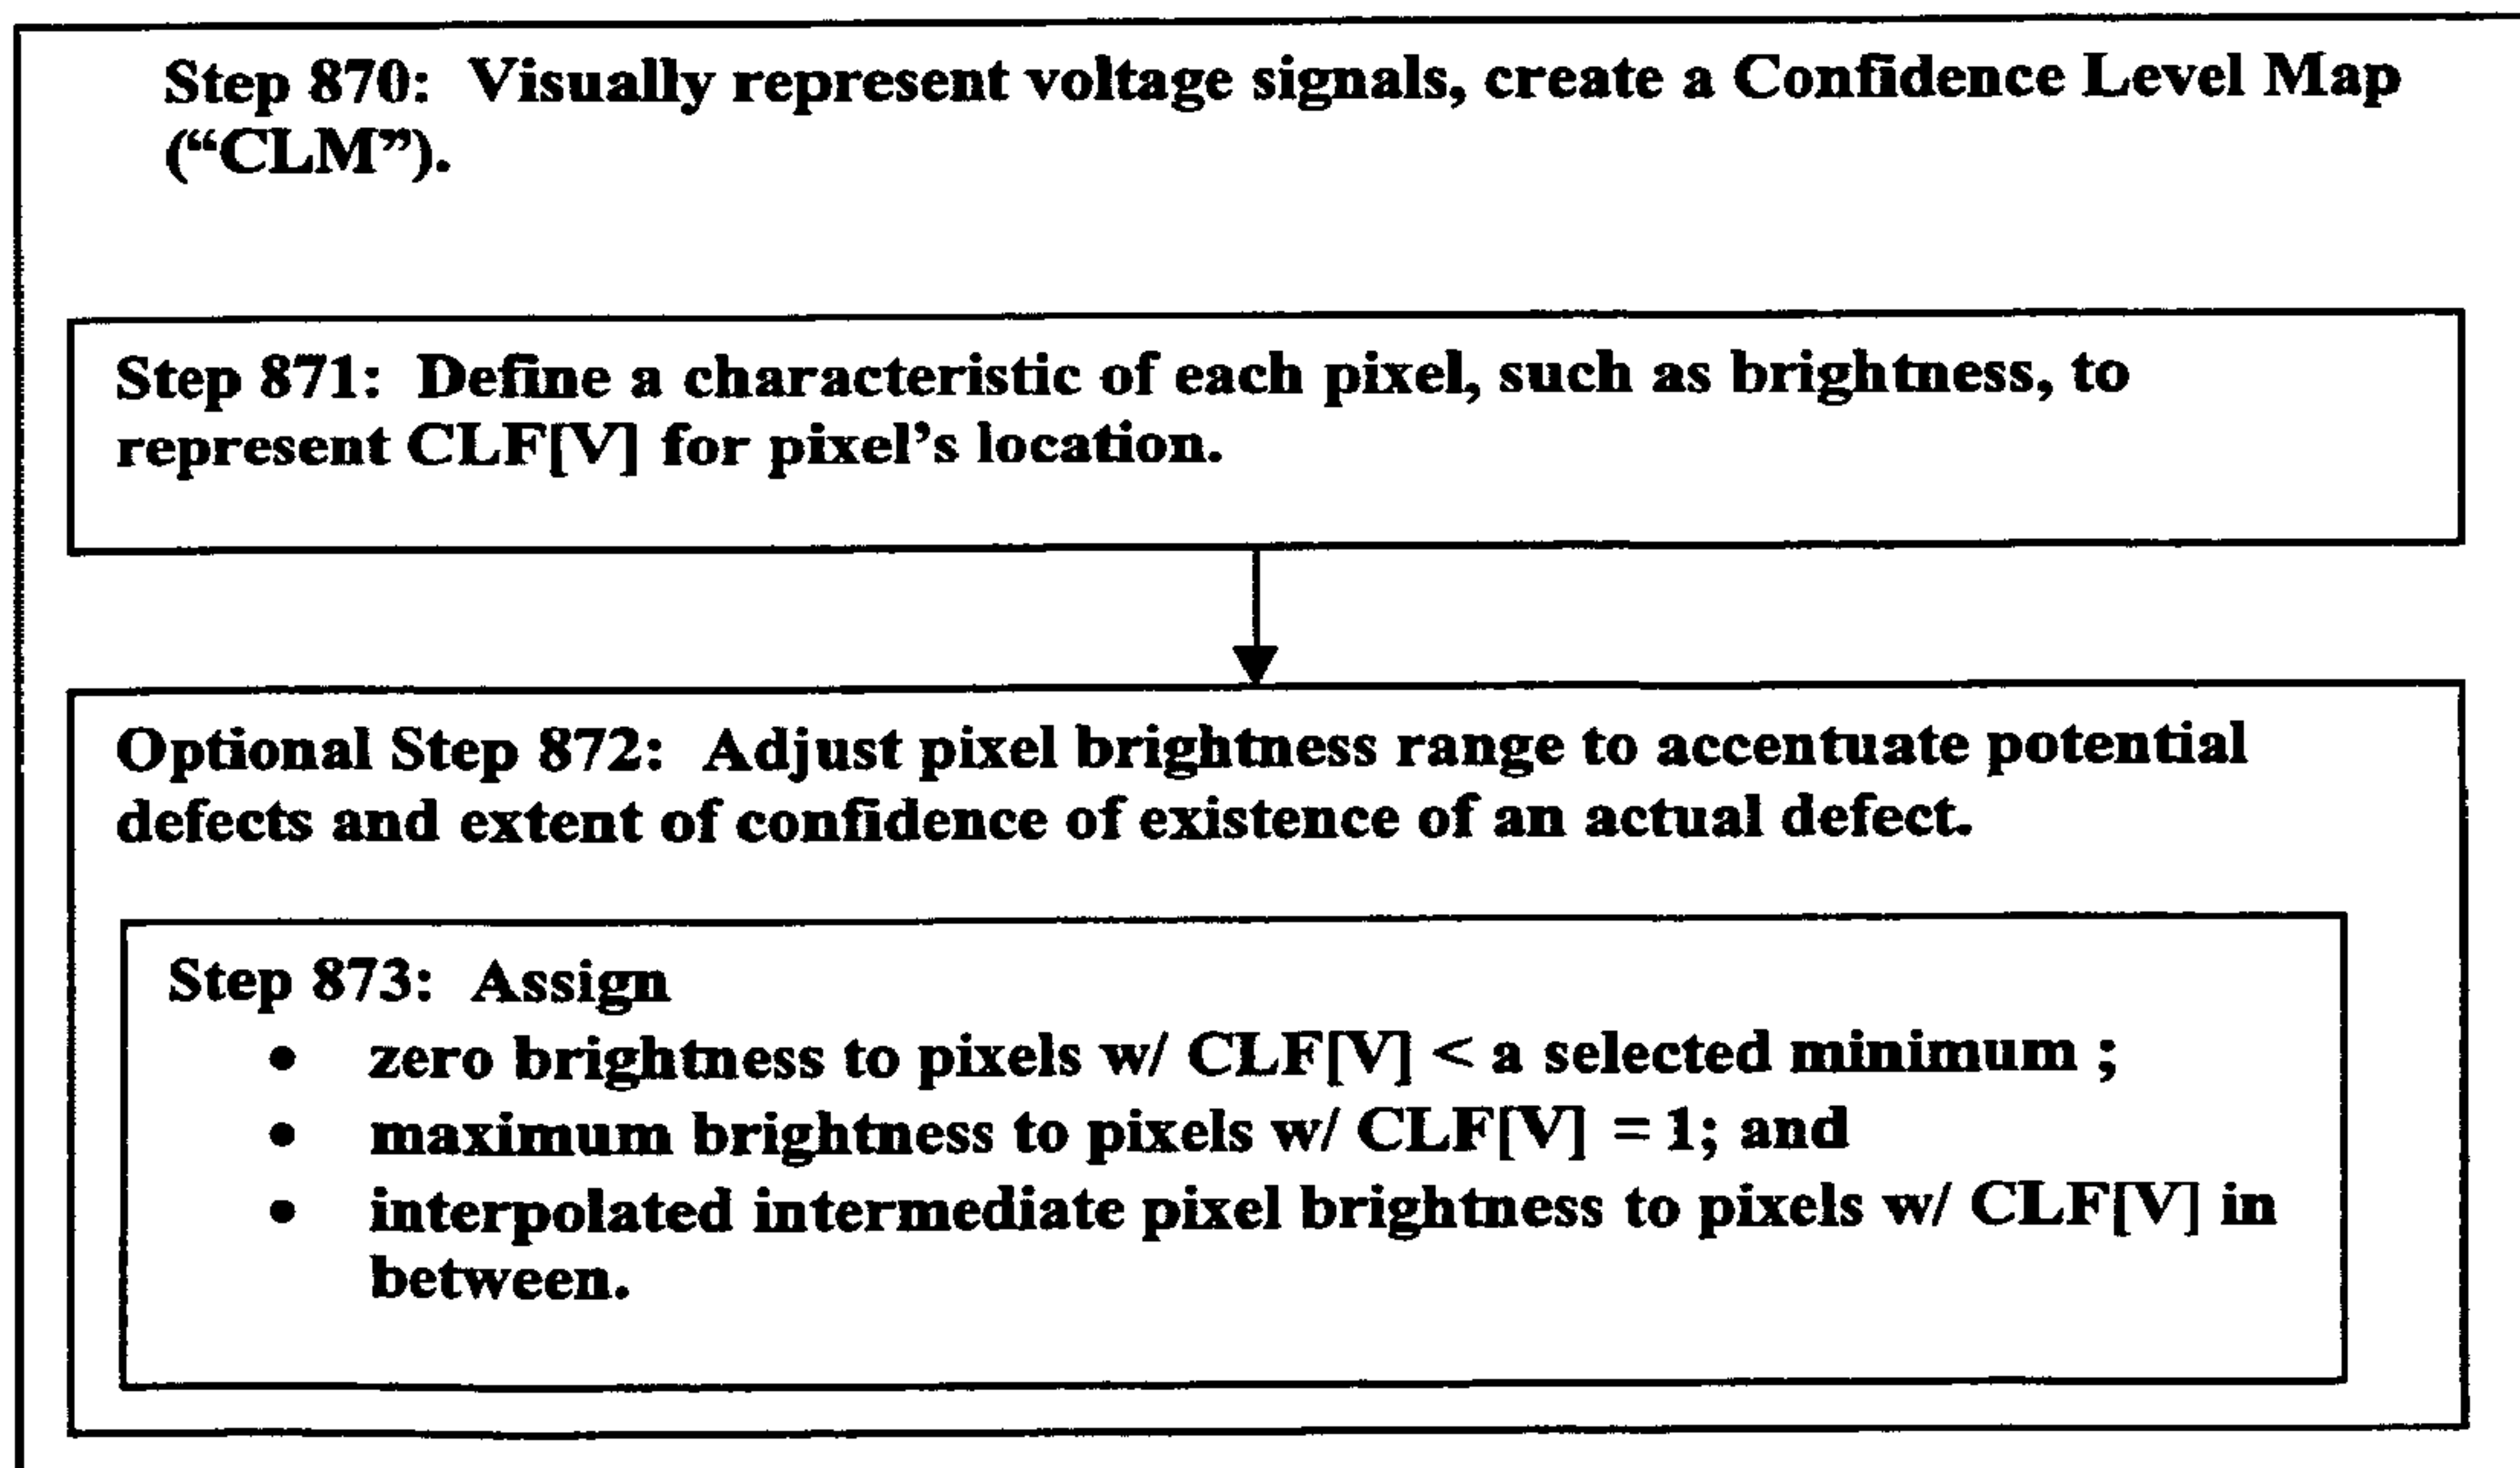 Step 870: Visually represent voltage signals, create a Confidence Level Map
(“CLM”).
Step 871: Define a characteristic of each pixel, such as brightness, to
represent CLF[V] for pixel’s location.
Optional Step 872: Adjust pixel brightness range to accentuate potential
defects and extent of confidence of existence of an actual defect.
Step 873: Assign
• zero brightness to pixels w/ CLF[V] < a selected minimum ;
• maximum brightness to pixels w/ CLF[V] = 1; and
• interpolated intermediate pixel brightness to pixels w/ CLF[V] in
between.